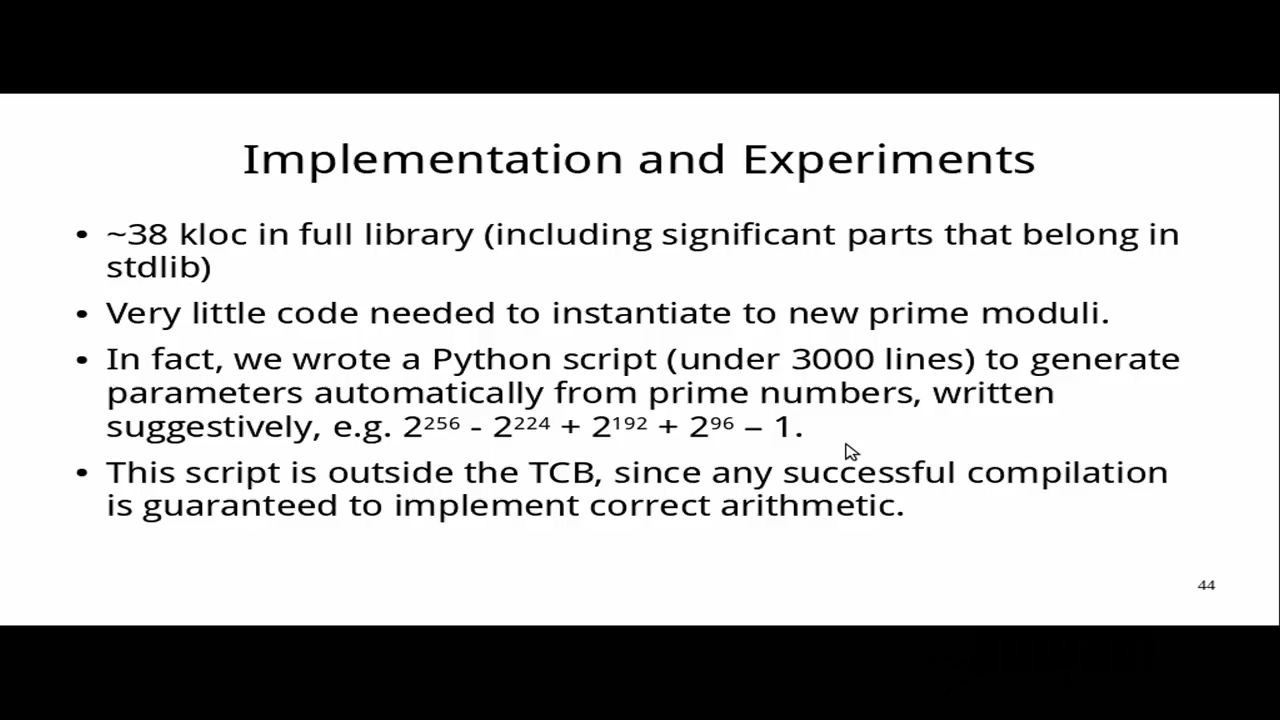 Implementation and Experiments
• ~38 kloc in full library (including significant parts that belong in
stdlib)
• Very little code needed to instantiate to new prime moduli.
• In fact, we wrote a Python script (under 3000 lines) to generate
parameters automatically from prime numbers, written
suggestively, e.g. 2²⁵⁶ - 2²²⁴ + 2¹⁹² + 2⁹⁶ – 1.
• This script is outside the TCB, since any successful compilation
is guaranteed to implement correct arithmetic.
44